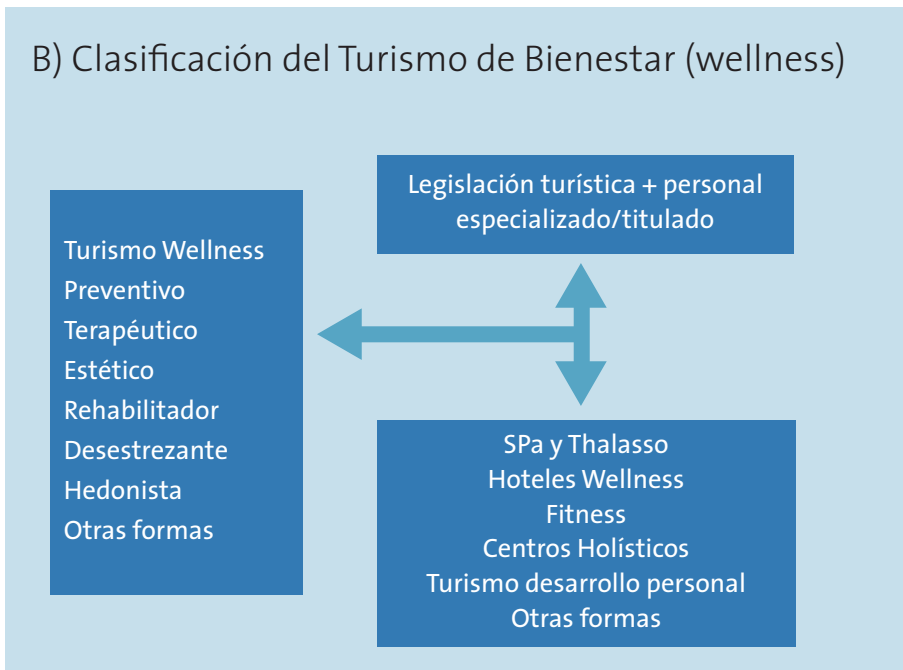 B) Clasificación del Turismo de Bienestar (wellness)
Turismo Wellness
Preventivo
Terapéutico
Estético
Rehabilitador
Desestrezante
Hedonista
Otras formas
Legislación turística + personal
especializado/titulado
SPa y Thalasso
Hoteles Wellness
Fitness
Centros Holísticos
Turismo desarrollo personal
Otras formas